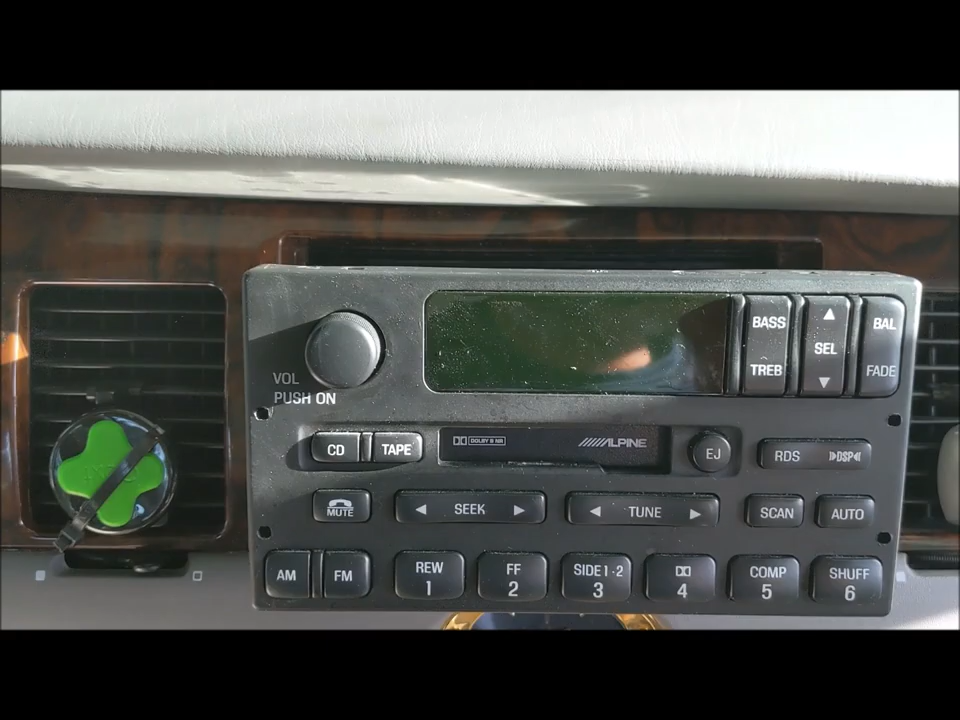 VOL
PUSH ON
BASS
TREB
▲
SEL
▼
BAL
FADE
CD
TAPE
DOLBY B NR
ALPINE
EJ
RDS
DSP
MUTE
◀ SEEK ▶
◀ TUNE ▶
SCAN
AUTO
AM
FM
REW
1
FF
2
SIDE 1·2
3
4
COMP
5
SHUFF
6